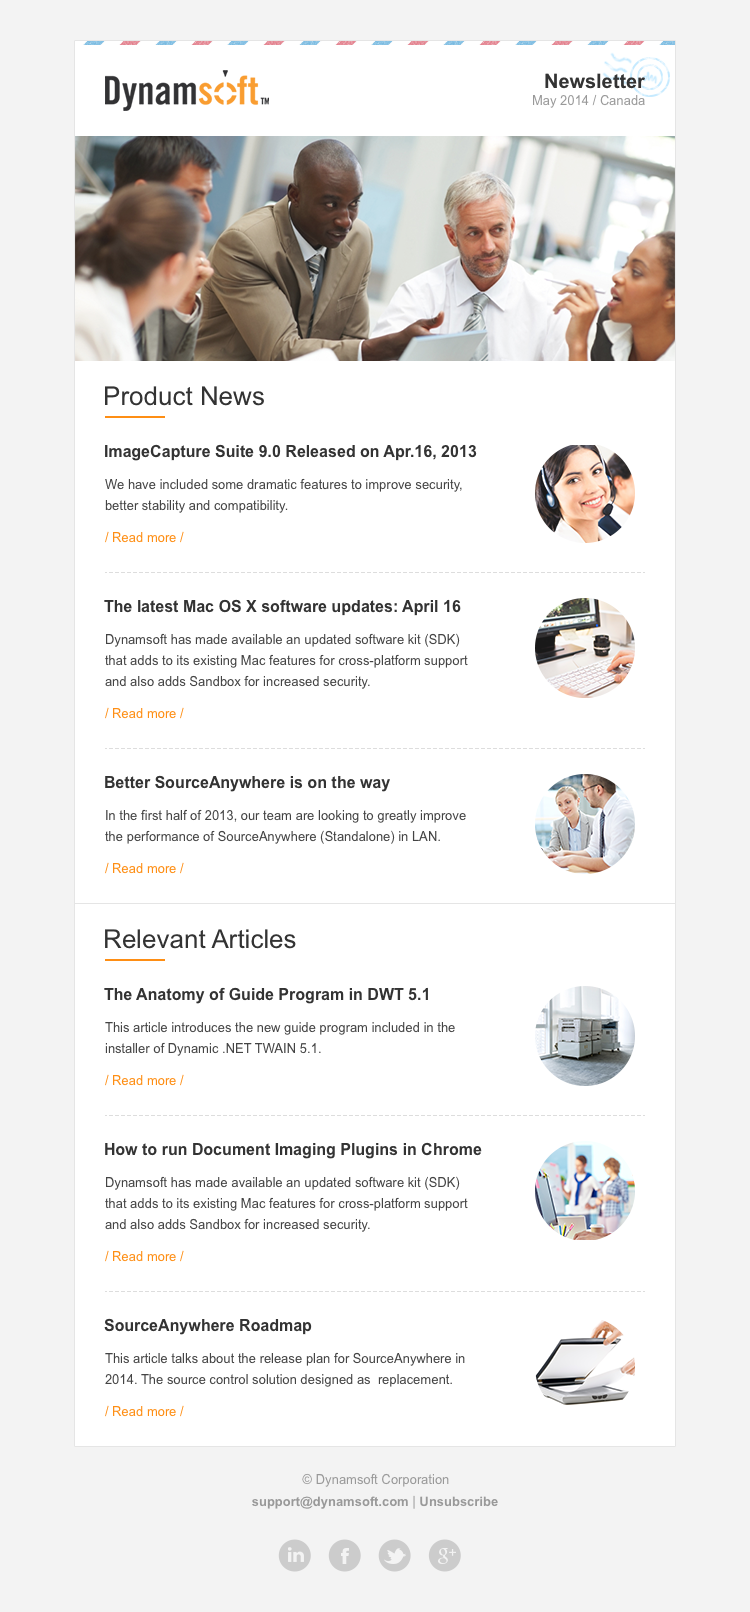 Dynamsoft™
Newsletter
May 2014 / Canada
Product News
ImageCapture Suite 9.0 Released on Apr.16, 2013
We have included some dramatic features to improve security,
better stability and compatibility.
/ Read more /
The latest Mac OS X software updates: April 16
Dynamsoft has made available an updated software kit (SDK)
that adds to its existing Mac features for cross-platform support
and also adds Sandbox for increased security.
/ Read more /
Better SourceAnywhere is on the way
In the first half of 2013, our team are looking to greatly improve
the performance of SourceAnywhere (Standalone) in LAN.
/ Read more /
Relevant Articles
The Anatomy of Guide Program in DWT 5.1
This article introduces the new guide program included in the
installer of Dynamic .NET TWAIN 5.1.
/ Read more /
How to run Document Imaging Plugins in Chrome
Dynamsoft has made available an updated software kit (SDK)
that adds to its existing Mac features for cross-platform support
and also adds Sandbox for increased security.
/ Read more /
SourceAnywhere Roadmap
This article talks about the release plan for SourceAnywhere in
2014. The source control solution designed as  replacement.
/ Read more /
© Dynamsoft Corporation
support@dynamsoft.com | Unsubscribe
in f g+